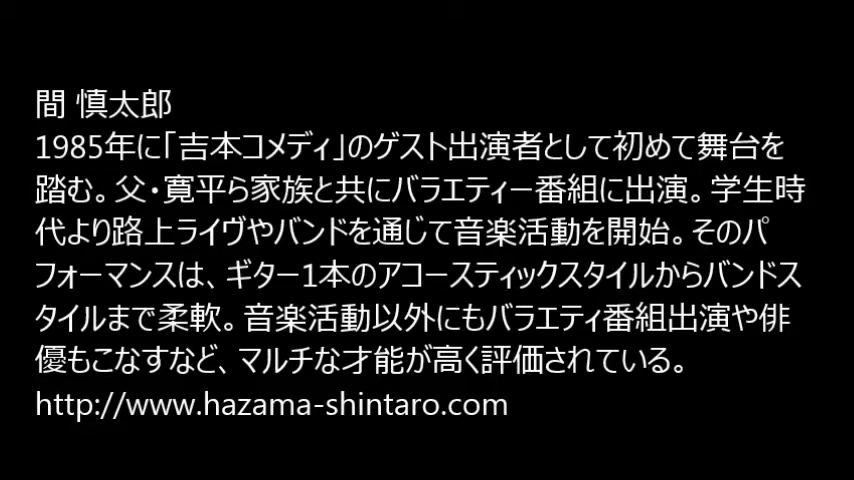 間 慎太郎
1985年に「吉本コメディ」のゲスト出演者として初めて舞台を
踏む。父・寛平ら家族と共にバラエティー番組に出演。学生時
代より路上ライヴやバンドを通じて音楽活動を開始。そのパ
フォーマンスは、ギター1本のアコースティックスタイルからバンドス
タイルまで柔軟。音楽活動以外にもバラエティ番組出演や俳
優もこなすなど、マルチな才能が高く評価されている。
http://www.hazama-shintaro.com